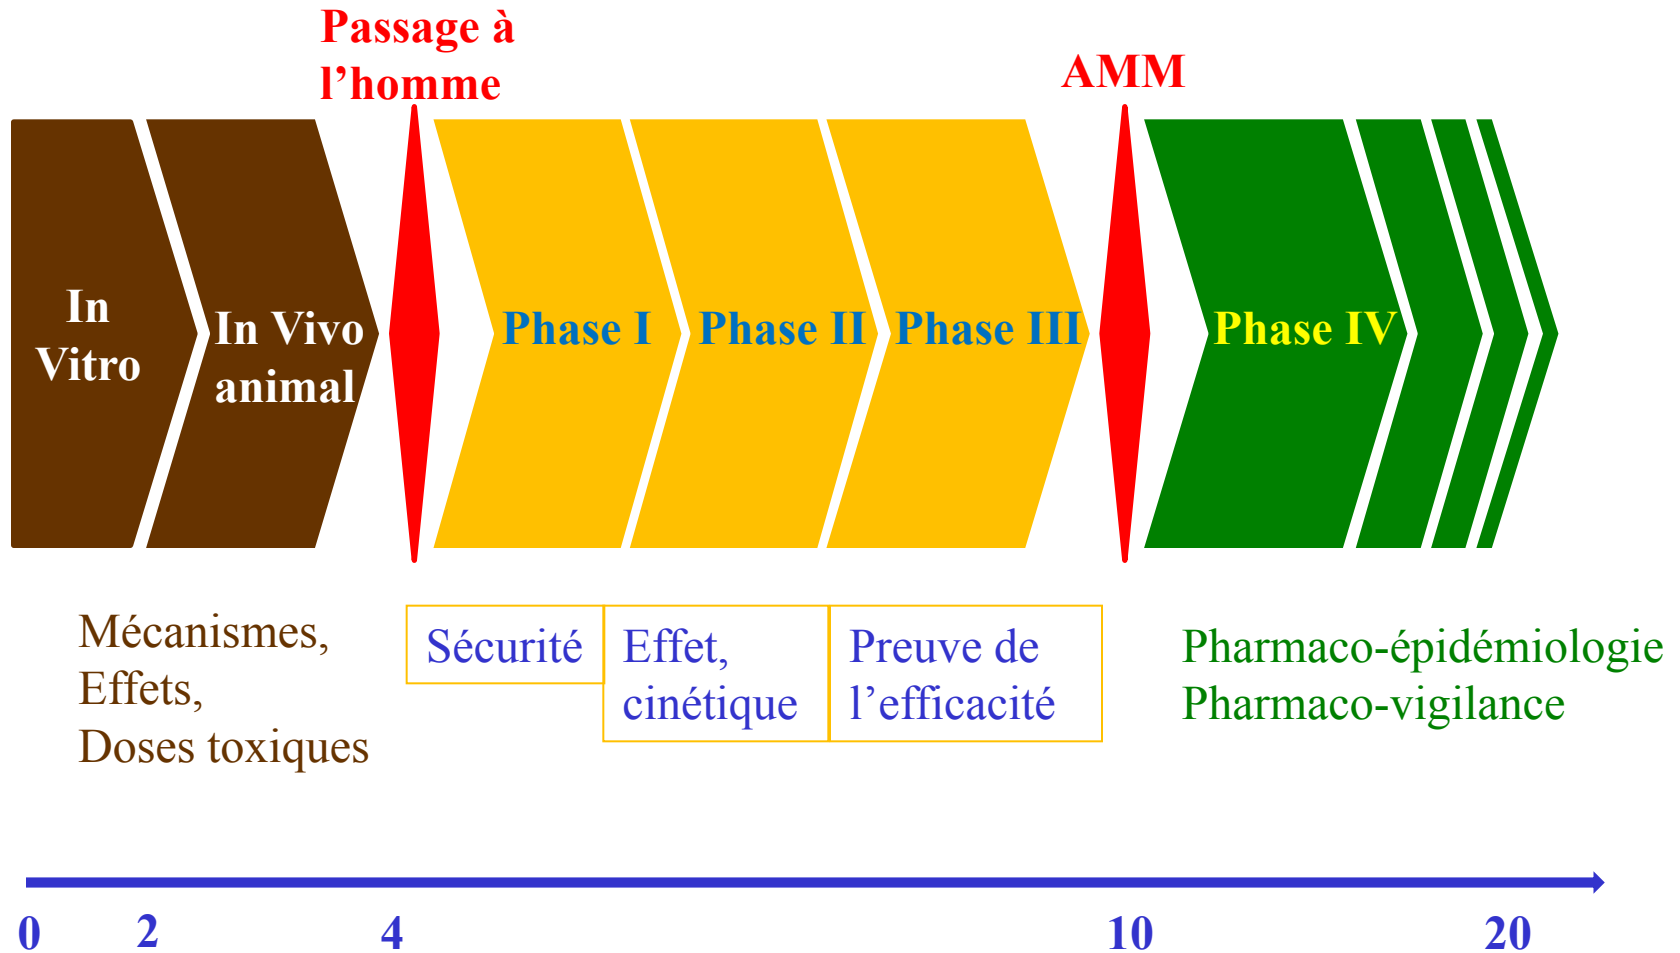 Passage à
l’homme
AMM
In
Vitro
In Vivo
animal
Phase I
Phase II
Phase III
Phase IV
Mécanismes,
Effets,
Doses toxiques
Sécurité
Effet,
cinétique
Preuve de
l’efficacité
Pharmaco-épidémiologie
Pharmaco-vigilance
0 2 4 10 20